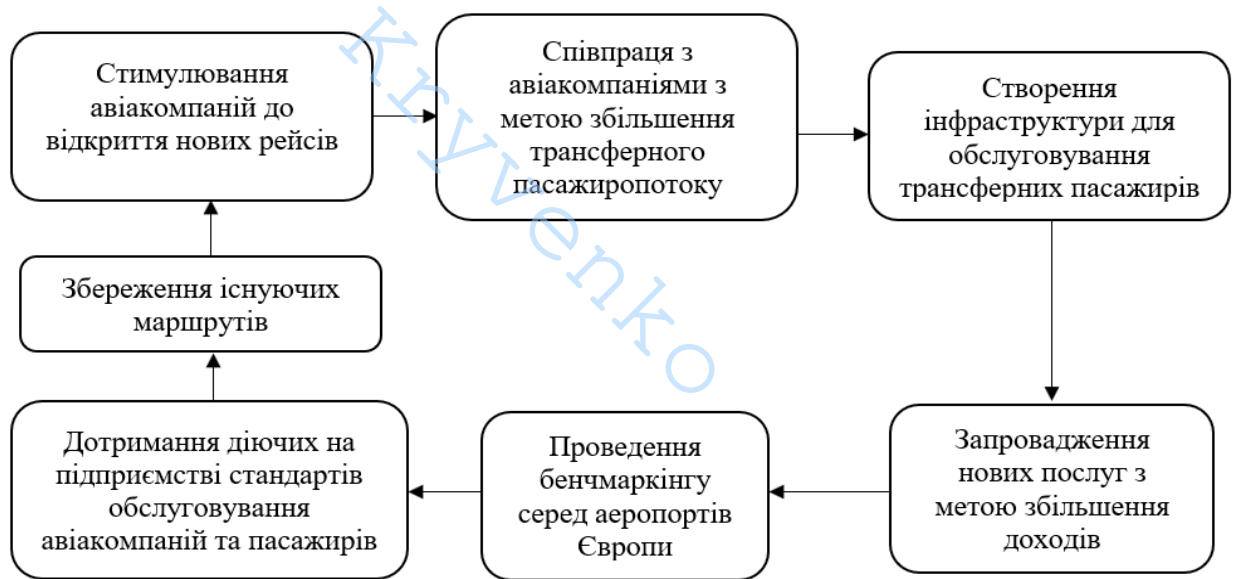 Стимулювання
авіакомпаній до
відкриття нових рейсів
Співпраця з
авіакомпаніями з
метою збільшення
трансферного
пасажиропотоку
Створення
інфраструктури для
обслуговування
трансферних пасажирів
Збереження існуючих
маршрутів
Дотримання діючих на
підприємстві стандартів
обслуговування
авіакомпаній та пасажирів
Проведення
бенчмаркінгу
серед аеропортів
Європи
Запровадження
нових послуг з
метою збільшення
доходів
kryvenko